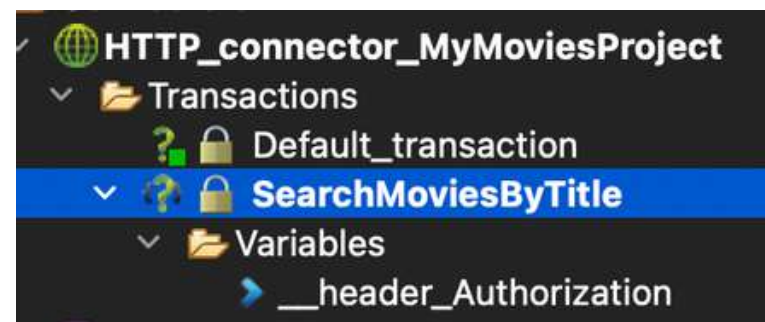 HTTP_connector_MyMoviesProject
Transactions
Default_transaction
SearchMoviesByTitle
Variables
__header_Authorization